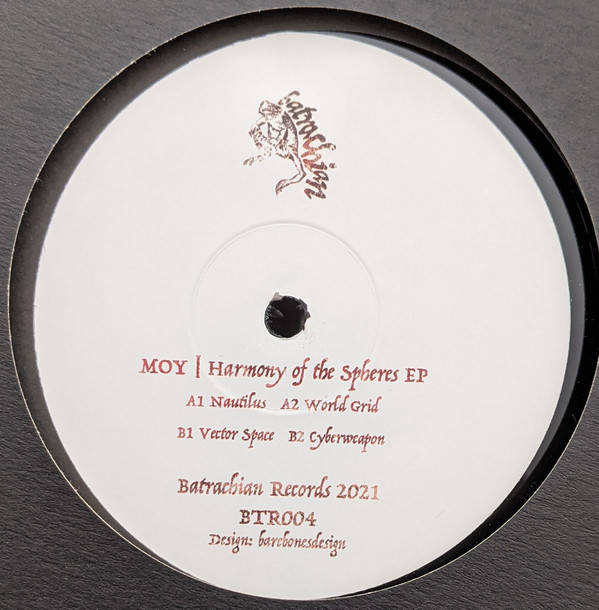 Batrachian
MOY | Harmony of the Spheres EP
A1 Nautilus A2 World Grid
B1 Vector Space B2 Cyberweapon
Batrachian Records 2021
BTR004
Design: barebonesdesign